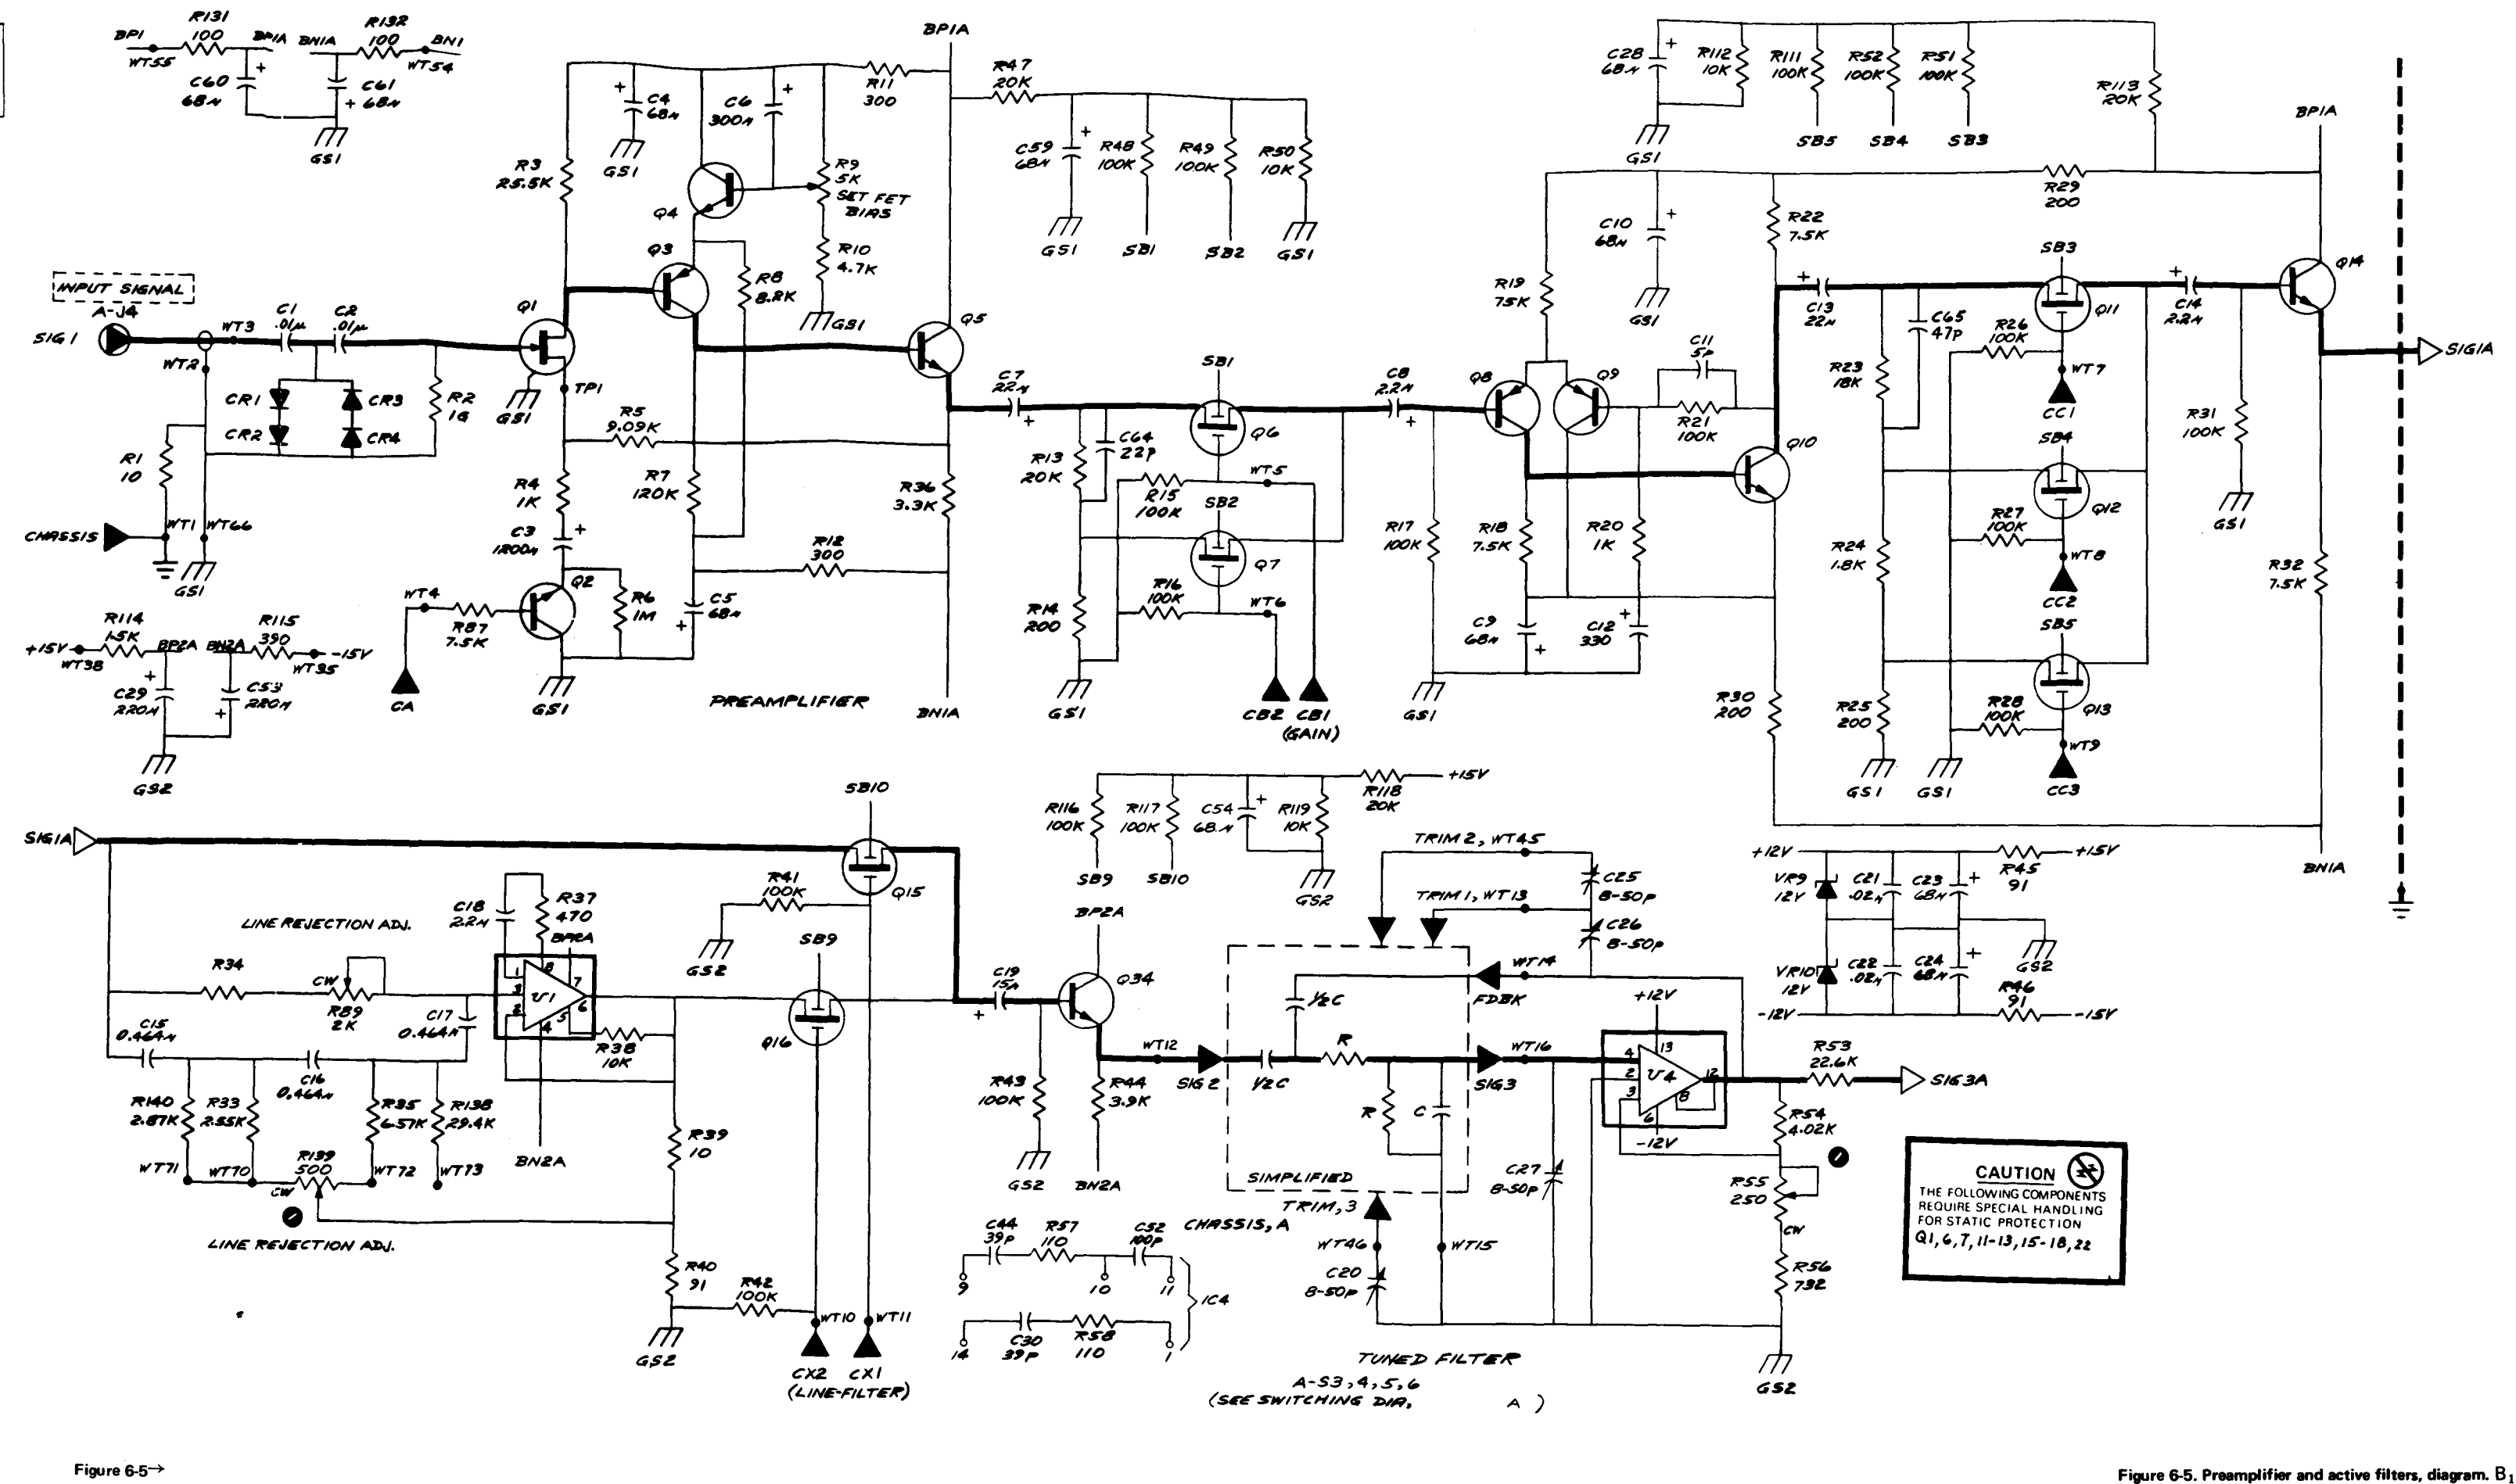 R131
100
BP1
WT55
BP1A
C60
68μ
BN1A
R132
100
BN1
WT54
C61
+ 68μ
GS1
BP1A
R11
300
R47
20K
C4
68μ
GS1
C6
300μ
R3
25.5K
R9
5K
SET FET
BIAS
Q4
R10
4.7K
GS1
Q3
R8
8.2K
C59
68μ
GS1
R48
100K
SB1
R49
100K
SB2
R50
10K
GS1
C28
68μ
GS1
R112
10K
R111
100K
SB5
R52
100K
SB4
R51
100K
SB3
R113
20K
BP1A
R29
200
C10
68μ
GS1
R22
7.5K
R19
75K
INPUT SIGNAL
A-J4
SIG1
WT3
WT2
C1
.01μ
C2
.01μ
CR1
CR2
CR3
CR4
R2
1G
R1
10
CHASSIS
WT1
WT66
GS1
Q1
GS1
TP1
R5
9.09K
R4
1K
C3
1200μ
R7
120K
Q5
R36
3.3K
R12
300
Q2
R6
1M
C5
68μ
GS1
WT4
R87
7.5K
CA
PREAMPLIFIER
BN1A
C7
22μ
C64
22P
R13
20K
R14
200
GS1
SB1
Q6
R15
100K
WT5
SB2
Q7
R16
100K
WT6
CB2
CB1
(GAIN)
C8
2.2μ
R17
100K
GS1
Q8
Q9
C11
5P
R21
100K
R18
7.5K
R20
1K
C9
68μ
C12
330
Q10
R30
200
C13
22μ
C65
47P
R23
18K
R24
1.8K
R25
200
GS1
SB3
Q11
R26
100K
WT7
CC1
SB4
Q12
R27
100K
WT8
CC2
SB5
Q13
R28
100K
WT9
CC3
GS1
C14
2.2μ
R31
100K
GS1
Q14
SIG1A
R32
7.5K
BN1A
R114
1.5K
+15V
WT38
BP2A
BN2A
R115
390
-15V
WT35
C29
220μ
C53
220μ
GS2
SIG1A
SB10
Q15
R41
100K
GS2
LINE REJECTION ADJ.
C18
2.2μ
R37
470
BP2A
R34
CW
R89
2K
U1
1
2
3
4
5
6
7
8
R38
10K
BN2A
C15
0.464μ
C16
0.464μ
C17
0.464μ
R140
2.87K
R33
2.55K
R35
6.57K
R138
29.4K
WT71
WT70
R139
500
CW
WT72
WT73
LINE REJECTION ADJ.
R39
10
R40
91
GS2
R42
100K
SB9
Q16
WT10
WT11
CX2
CX1
(LINE-FILTER)
R116
100K
SB9
R117
100K
SB10
C54
68μ
R119
10K
GS2
R118
20K
+15V
BP2A
C19
15μ
Q34
R43
100K
GS2
R44
3.9K
BN2A
WT12
SIG2
TRIM 2, WT45
TRIM 1, WT13
C25
8-50P
C26
8-50P
WT14
FDBK
1/2C
1/2C
R
R
C
SIMPLIFIED
TRIM, 3
CHASSIS, A
WT46
C20
8-50P
WT15
SIG3
WT16
C27
8-50P
+12V
U4
4
2
3
13
12
8
6
-12V
R53
22.6K
SIG3A
R54
4.02K
R55
250
CW
R56
732
GS2
+12V
VR9
12V
VR10
12V
-12V
C21
.02μ
C22
.02μ
C23
68μ
C24
68μ
R45
91
+15V
GS2
R46
91
-15V
C44
39P
R57
110
C52
100P
9
10
11
IC4
14
C30
39P
R58
110
1
TUNED FILTER
A-S3, 4, 5, 6
(SEE SWITCHING DIA, A )
CAUTION
THE FOLLOWING COMPONENTS
REQUIRE SPECIAL HANDLING
FOR STATIC PROTECTION
Q1, 6, 7, 11-13, 15-18, 22
Figure 6-5→
Figure 6-5. Preamplifier and active filters, diagram. B1